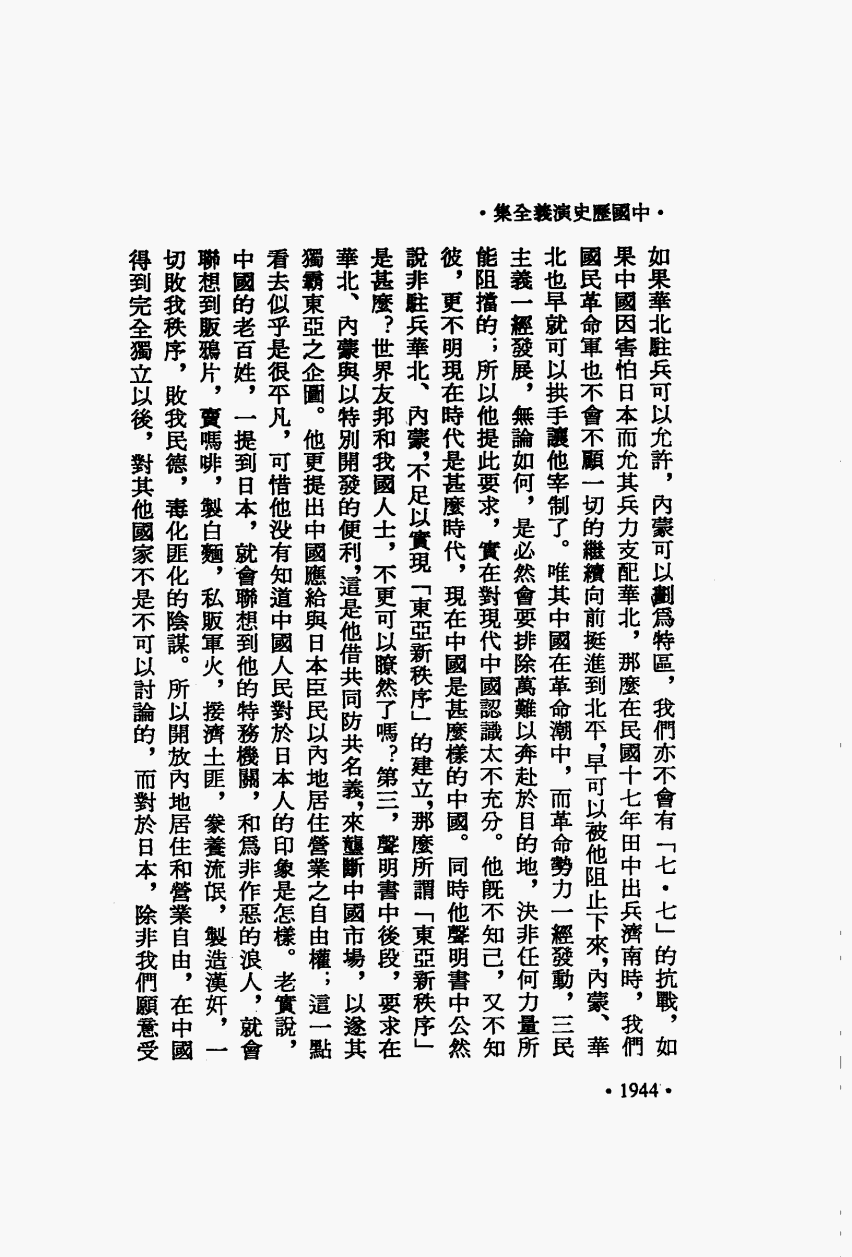 •中國歷史演義全集•
如果華北駐兵可以允許，內蒙可以劃爲特區，我們亦不會有「七•七」的抗戰，如
果中國因害怕日本而允其兵力支配華北，那麼在民國十七年田中出兵濟南時，我們
國民革命軍也不會不顧一切的繼續向前挺進到北平，早可以被他阻止下來，內蒙、華
北也早就可以拱手讓他宰制了。唯其中國在革命潮中，而革命勢力一經發動，三民
主義一經發展，無論如何，是必然會要排除萬難以奔赴於目的地，決非任何力量所
能阻擋的；所以他提此要求，實在對現代中國認識太不充分。他旣不知己，又不知
彼，更不明現在時代是甚麼時代，現在中國是甚麼樣的中國。同時他聲明書中公然
說非駐兵華北、內蒙，不足以實現「東亞新秩序」的建立，那麼所謂「東亞新秩序」
是甚麼？世界友邦和我國人士，不更可以瞭然了嗎？第三，聲明書中後段，要求在
華北、內蒙與以特別開發的便利，這是他借共同防共名義，來壟斷中國市場，以遂其
獨霸東亞之企圖。他更提出中國應給與日本臣民以內地居住營業之自由權；這一點
看去似乎是很平凡，可惜他没有知道中國人民對於日本人的印象是怎樣。老實說，
中國的老百姓，一提到日本，就會聯想到他的特務機關，和爲非作惡的浪人，就會
聯想到販鴉片，賣嗎啡，製白麵，私販軍火，接濟土匪，豢養流氓，製造漢奸，一
切敗我秩序，敗我民德，毒化匪化的陰謀。所以開放內地居住和營業自由，在中國
得到完全獨立以後，對其他國家不是不可以討論的，而對於日本，除非我們願意受
•1944•